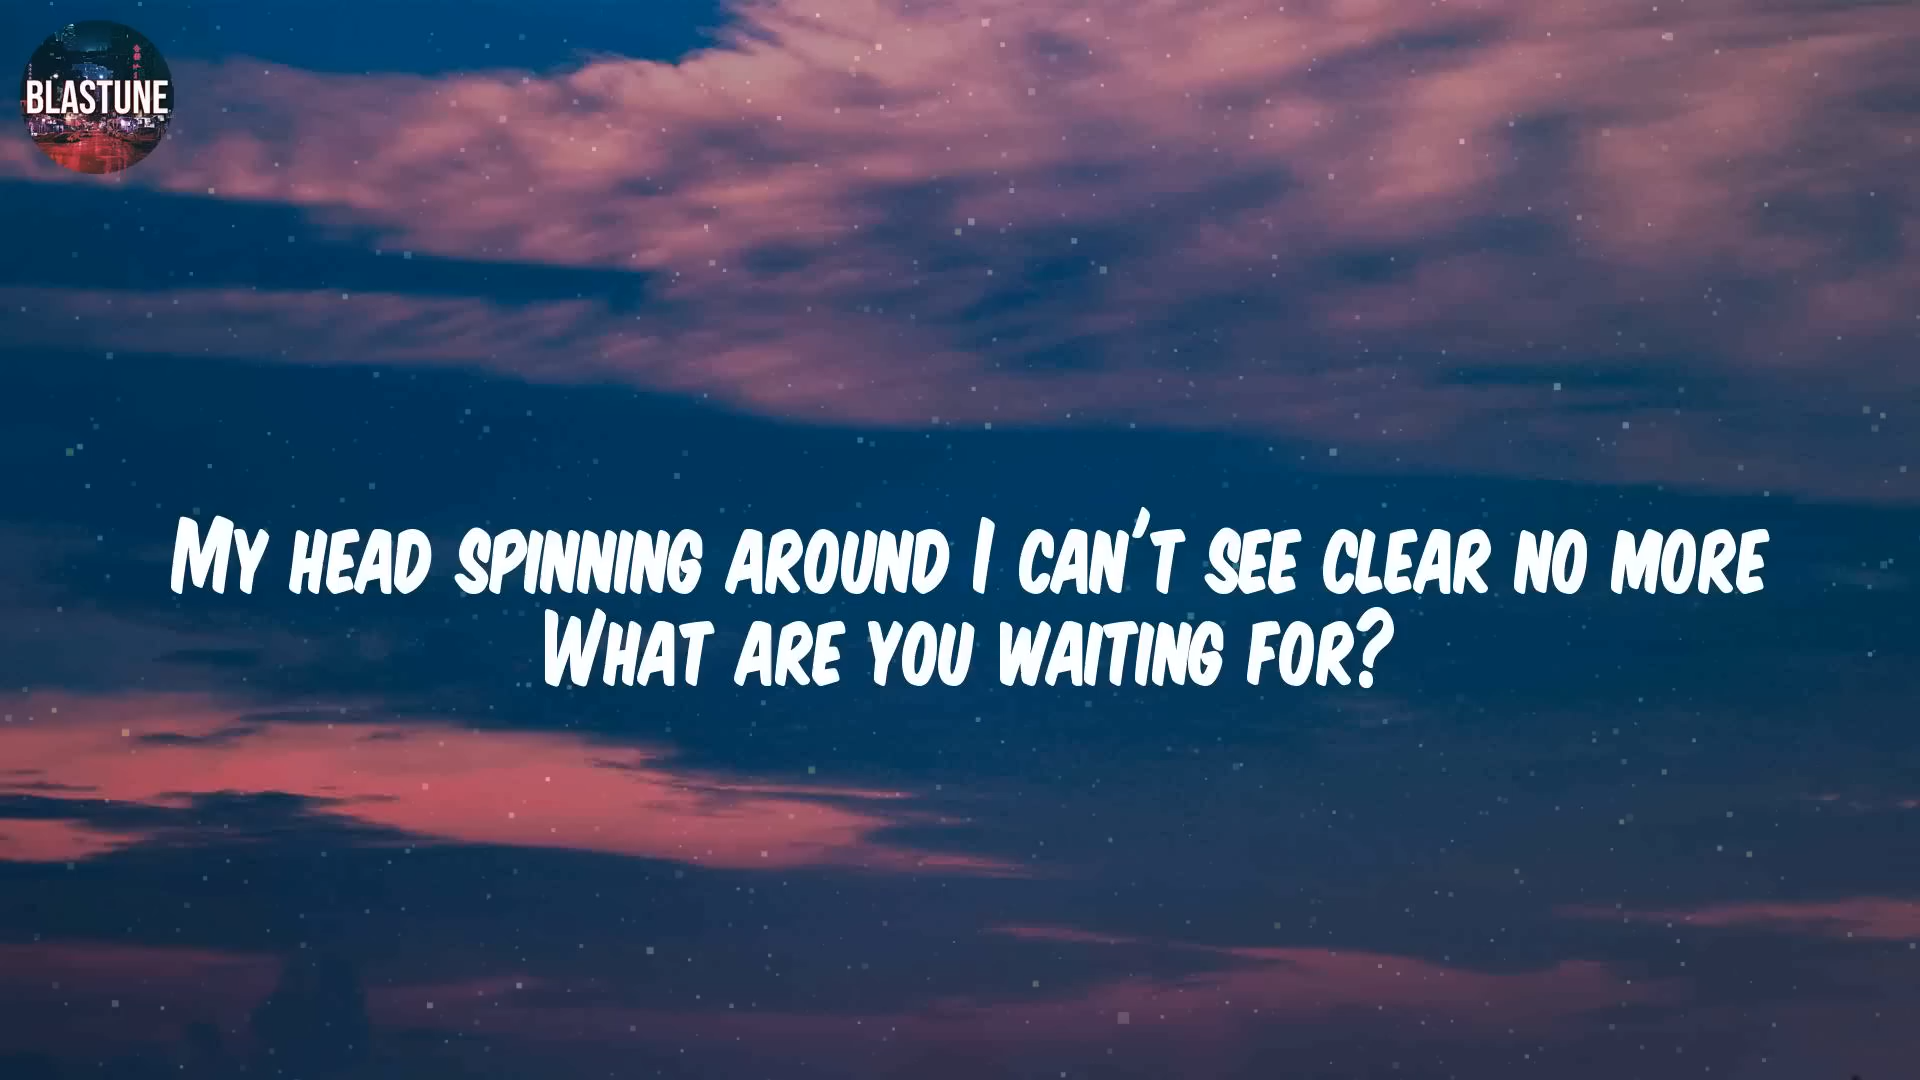 BLASTUNE
My head spinning around I can't see clear no more
What are you waiting for?